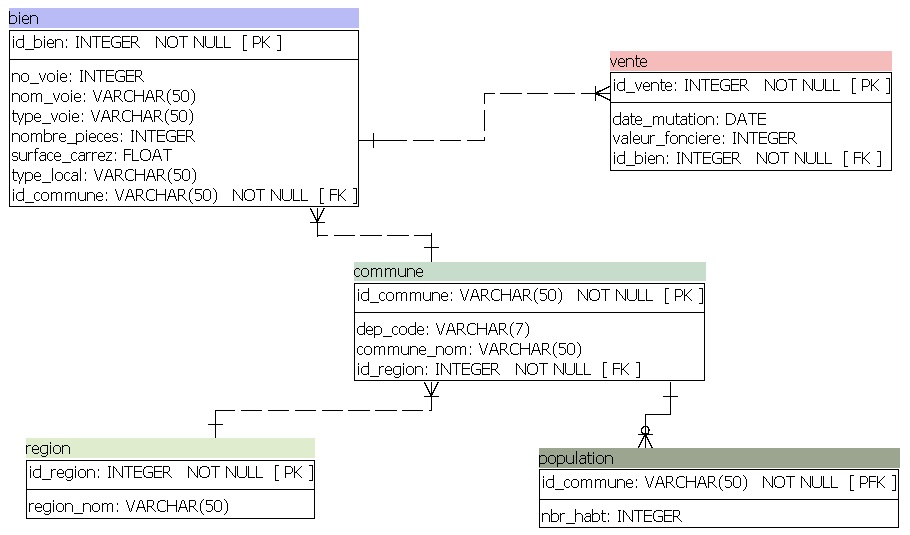 bien
id_bien: INTEGER NOT NULL [ PK ]
no_voie: INTEGER
nom_voie: VARCHAR(50)
type_voie: VARCHAR(50)
nombre_pieces: INTEGER
surface_carrez: FLOAT
type_local: VARCHAR(50)
id_commune: VARCHAR(50) NOT NULL [ FK ]
vente
id_vente: INTEGER NOT NULL [ PK ]
date_mutation: DATE
valeur_fonciere: INTEGER
id_bien: INTEGER NOT NULL [ FK ]
commune
id_commune: VARCHAR(50) NOT NULL [ PK ]
dep_code: VARCHAR(7)
commune_nom: VARCHAR(50)
id_region: INTEGER NOT NULL [ FK ]
region
id_region: INTEGER NOT NULL [ PK ]
region_nom: VARCHAR(50)
population
id_commune: VARCHAR(50) NOT NULL [ PFK ]
nbr_habt: INTEGER